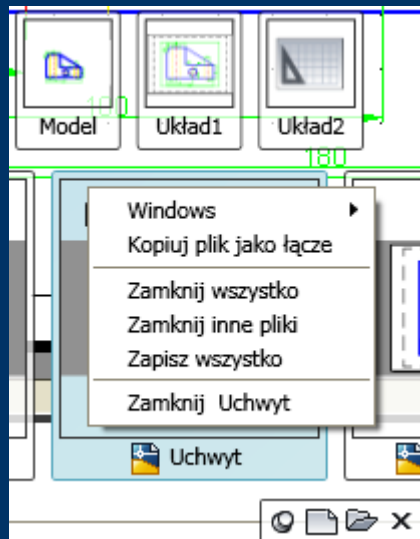 Model
Układ1
Układ2
180
Windows
Kopiuj plik jako łącze
Zamknij wszystko
Zamknij inne pliki
Zapisz wszystko
Zamknij Uchwyt
Uchwyt